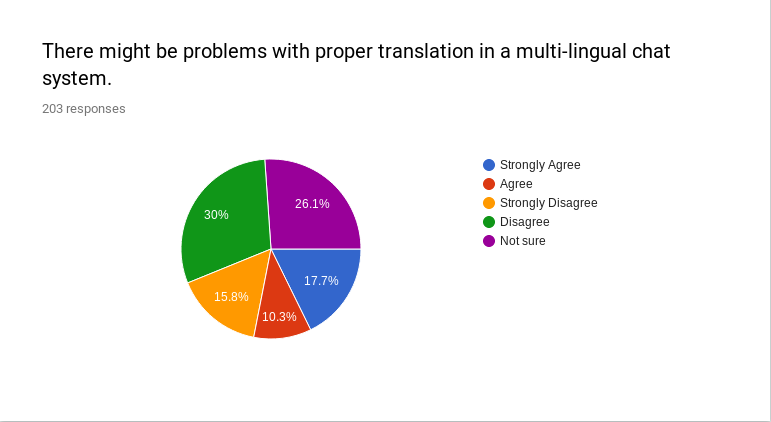 There might be problems with proper translation in a multi-lingual chat
system.
203 responses
Strongly Agree
Agree
Strongly Disagree
Disagree
Not sure
26.1%
30%
17.7%
15.8%
10.3%